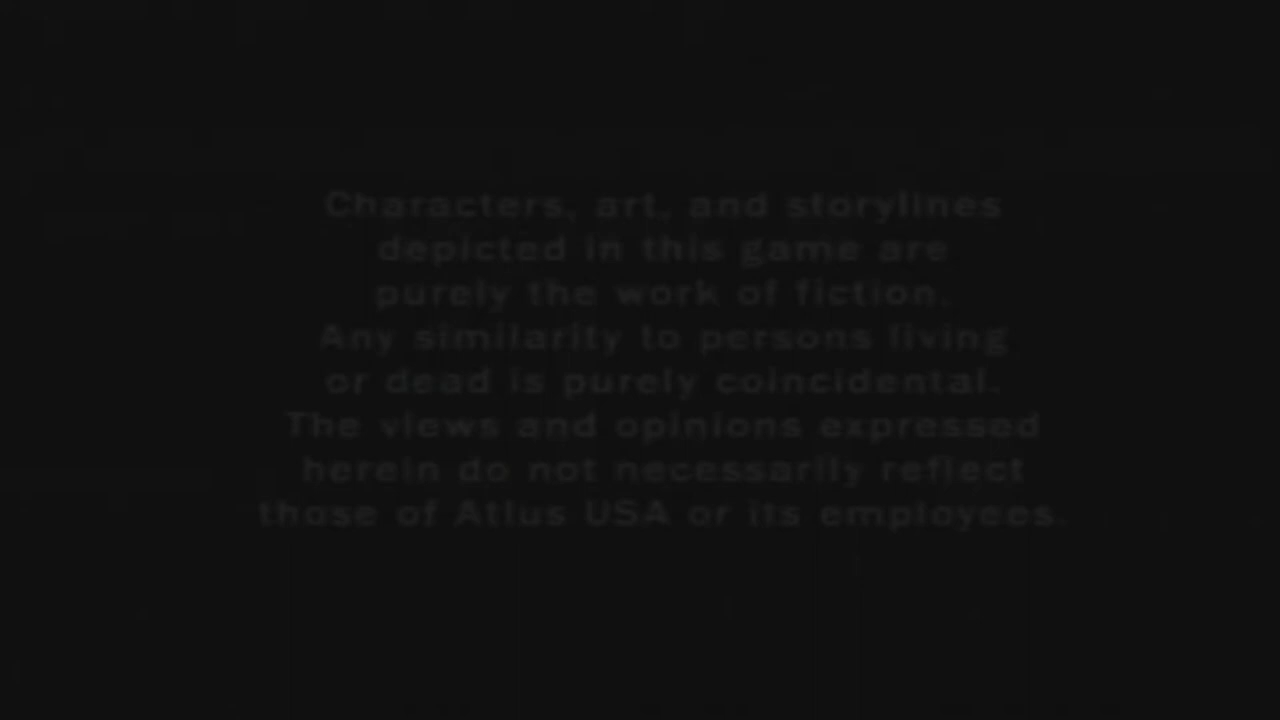 Characters, art, and storylines
depicted in this game are
purely the work of fiction.
Any similarity to persons living
or dead is purely coincidental.
The views and opinions expressed
herein do not necessarily reflect
those of Atlus USA or its employees.